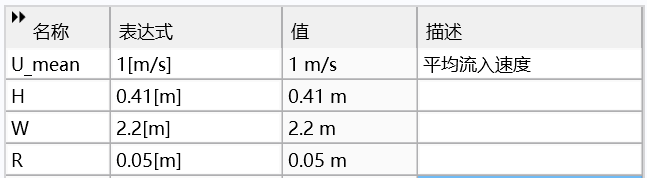 名称 表达式 值 描述
U_mean 1[m/s] 1 m/s 平均流入速度
H 0.41[m] 0.41 m
W 2.2[m] 2.2 m
R 0.05[m] 0.05 m